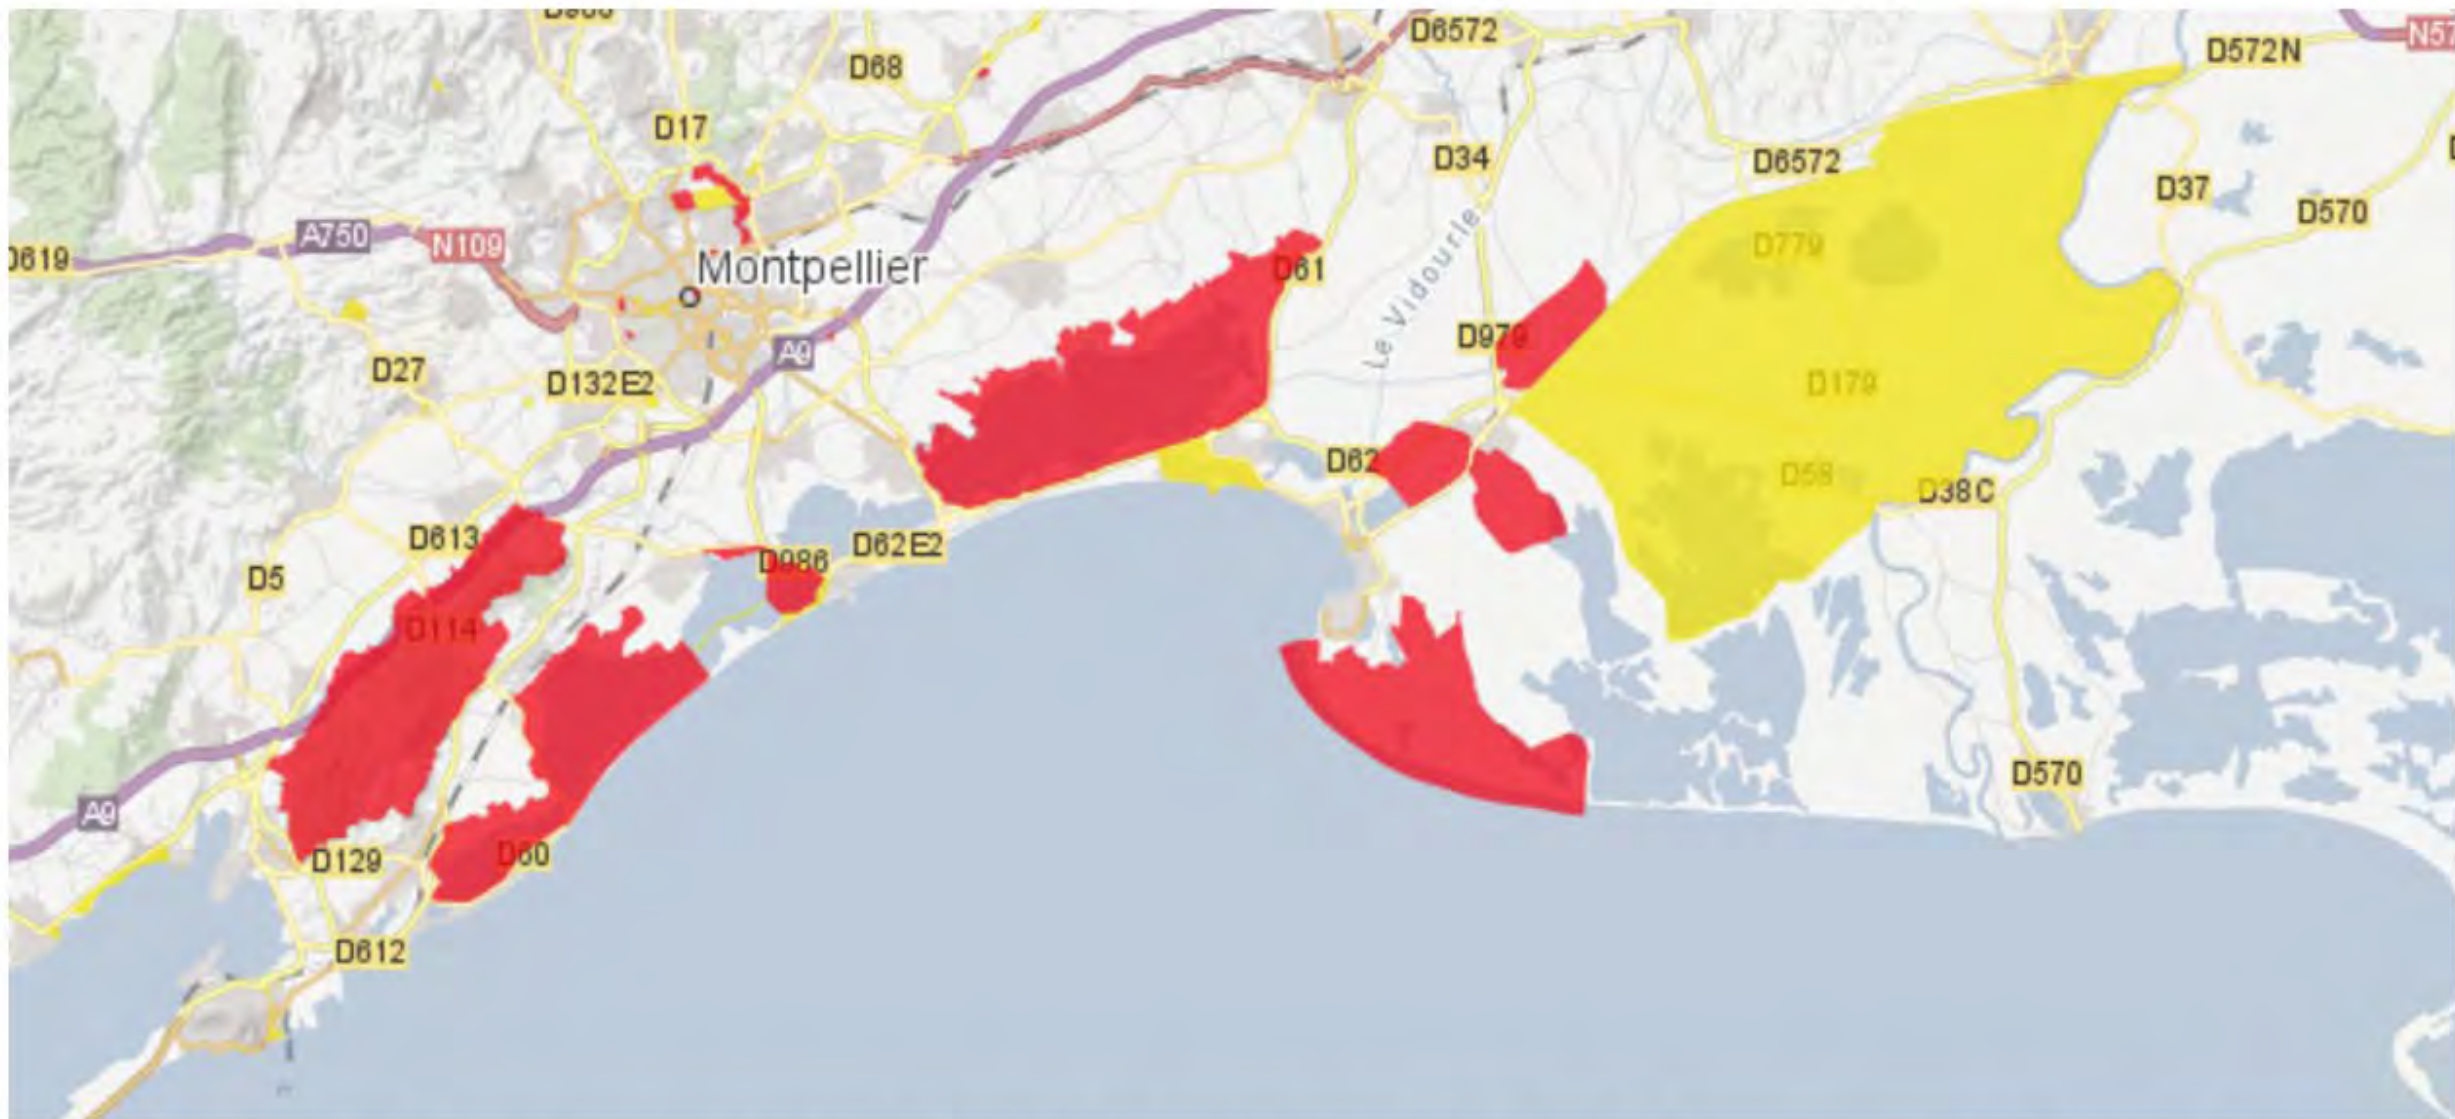 D6572
N57
D572N
D68
D17
D34
D6572
D37
D570
A750
N109
D619
D779
Montpellier
D61
Le Vidourle
D979
A9
D27
D132E2
D179
D62
D58
D38C
D613
D986
D62E2
D5
D114
D570
A9
D129
D60
D612